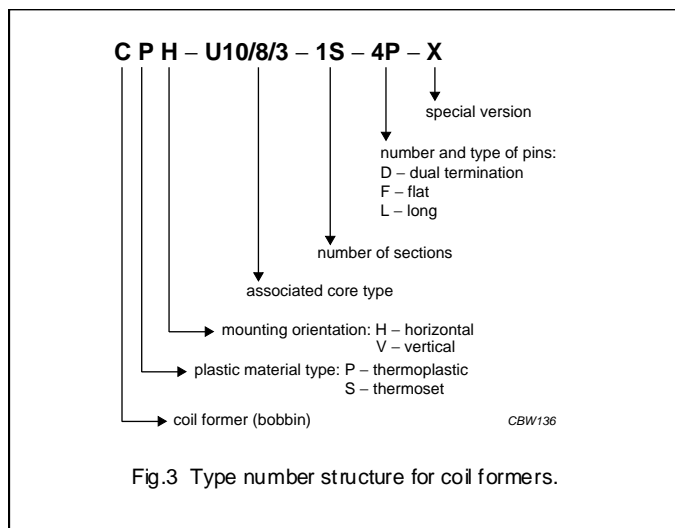 C P H – U10/8/3 – 1S – 4P – X
special version
number and type of pins:
D – dual termination
F – flat
L – long
number of sections
associated core type
mounting orientation: H – horizontal
V – vertical
plastic material type: P – thermoplastic
S – thermoset
coil former (bobbin)
CBW136
Fig.3 Type number structure for coil formers.